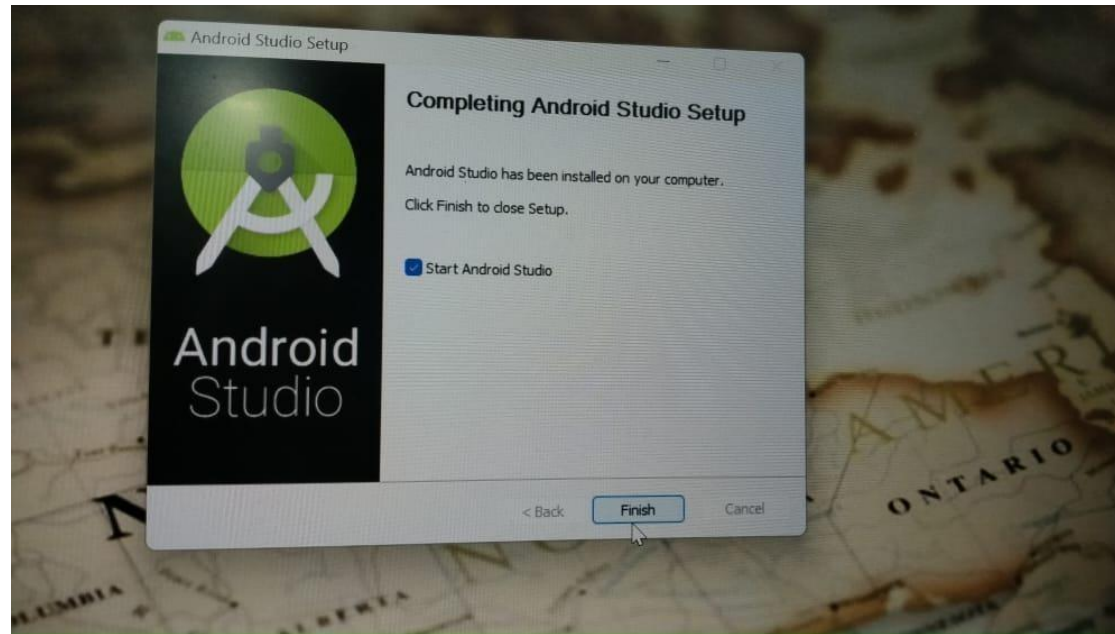 Android Studio Setup
Completing Android Studio Setup
Android Studio has been installed on your computer.
Click Finish to close Setup.
Start Android Studio
Android
Studio
< Back
Finish
Cancel
ONTARIO